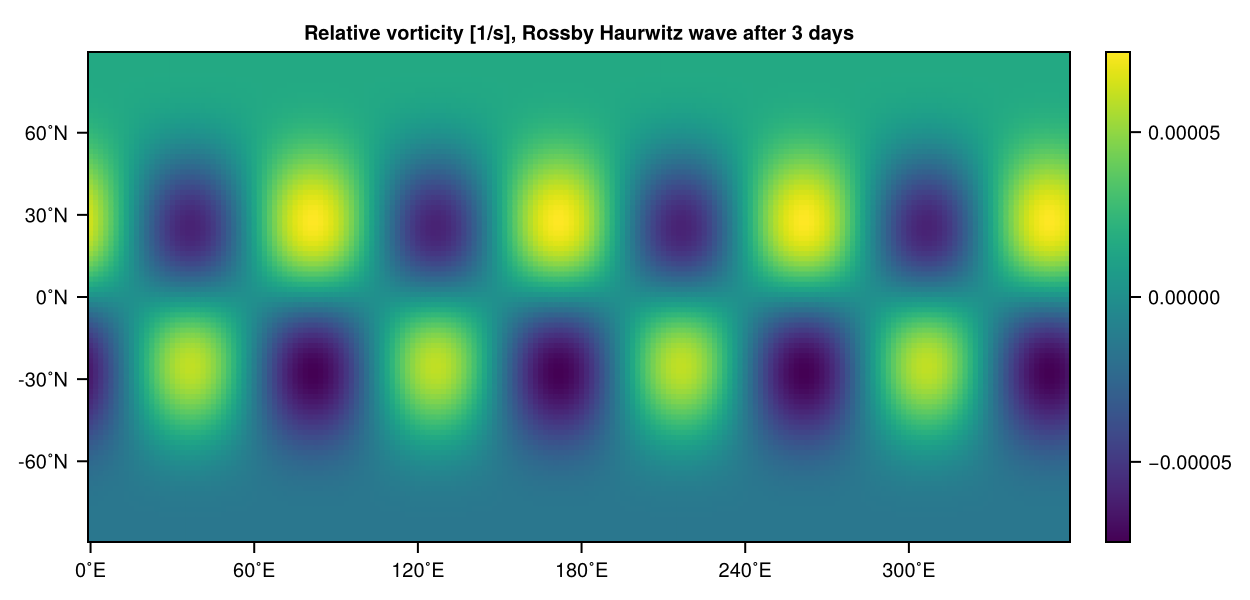 Relative vorticity [1/s], Rossby Haurwitz wave after 3 days
60˚N
30˚N
0˚N
-30˚N
-60˚N
0˚E
60˚E
120˚E
180˚E
240˚E
300˚E
0.00005
0.00000
−0.00005